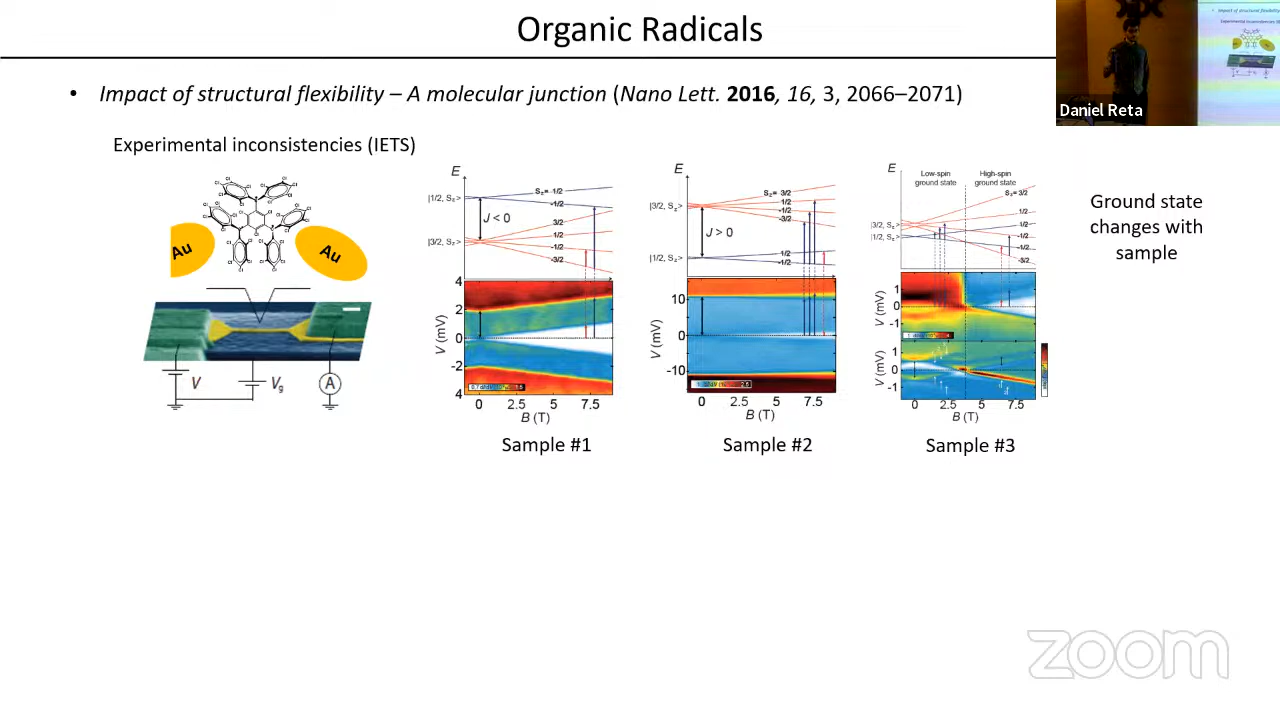 Organic Radicals
• Impact of structural flexibility – A molecular junction (Nano Lett. 2016, 16, 3, 2066–2071)
Daniel Reta
Experimental inconsistencies (IETS)
Au
Au
V
Vg
A
E
|1/2, Sz>
|3/2, Sz>
J < 0
Sz= 1/2
-1/2
3/2
1/2
-1/2
-3/2
4
2
0
-2
4
V (mV)
0 2.5 5 7.5
B (T)
Sample #1
E
|3/2, Sz>
|1/2, Sz>
J > 0
Sz= 3/2
1/2
-1/2
-3/2
1/2
-1/2
10
0
-10
V (mV)
0 2.5 5 7.5
B (T)
Sample #2
E
Low-spin ground state
High-spin ground state
|3/2, Sz>
|1/2, Sz>
Sz= 3/2
1/2
1/2
-1/2
-1/2
-3/2
1
0
-1
V (mV)
1
0
-1
V (mV)
0 2.5 5 7.5
B (T)
Sample #3
Ground state
changes with
sample
zoom